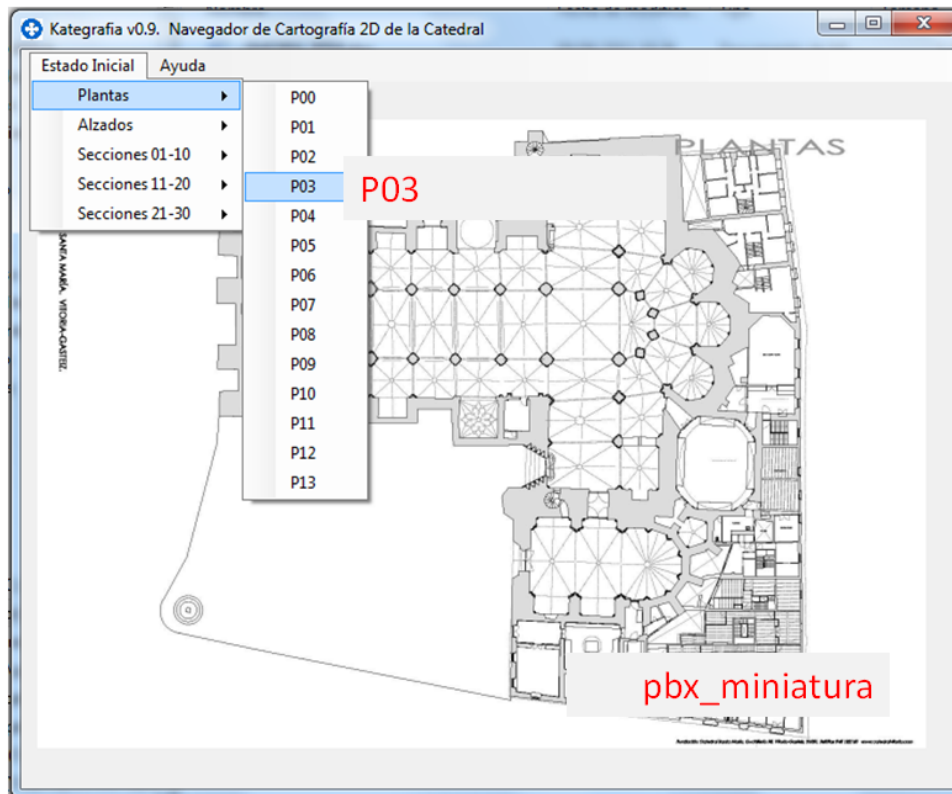 Kategrafia v0.9. Navegador de Cartografía 2D de la Catedral
Estado Inicial Ayuda
Plantas
Alzados
Secciones 01-10
Secciones 11-20
Secciones 21-30
P00
P01
P02
P03
P04
P05
P06
P07
P08
P09
P10
P11
P12
P13
P03
PLANTAS
SANTA MARÍA. VITORIA-GASTEIZ.
pbx_miniatura